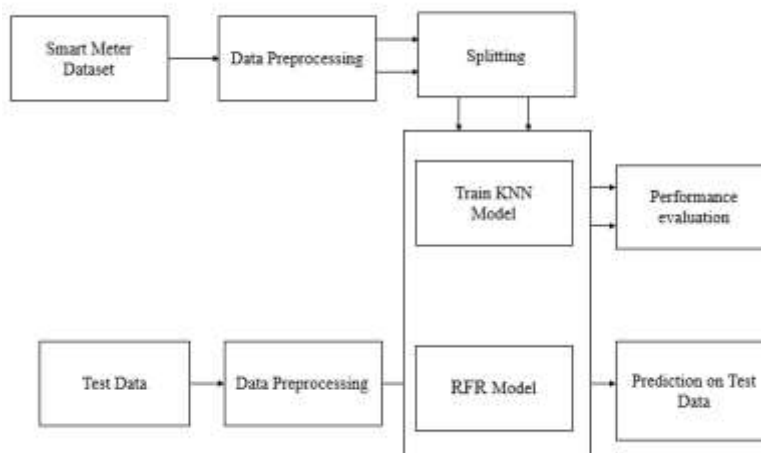 Smart Meter
Dataset
Data Preprocessing
Splitting
Train KNN
Model
Performance
evaluation
Test Data
Data Preprocessing
RFR Model
Prediction on Test
Data